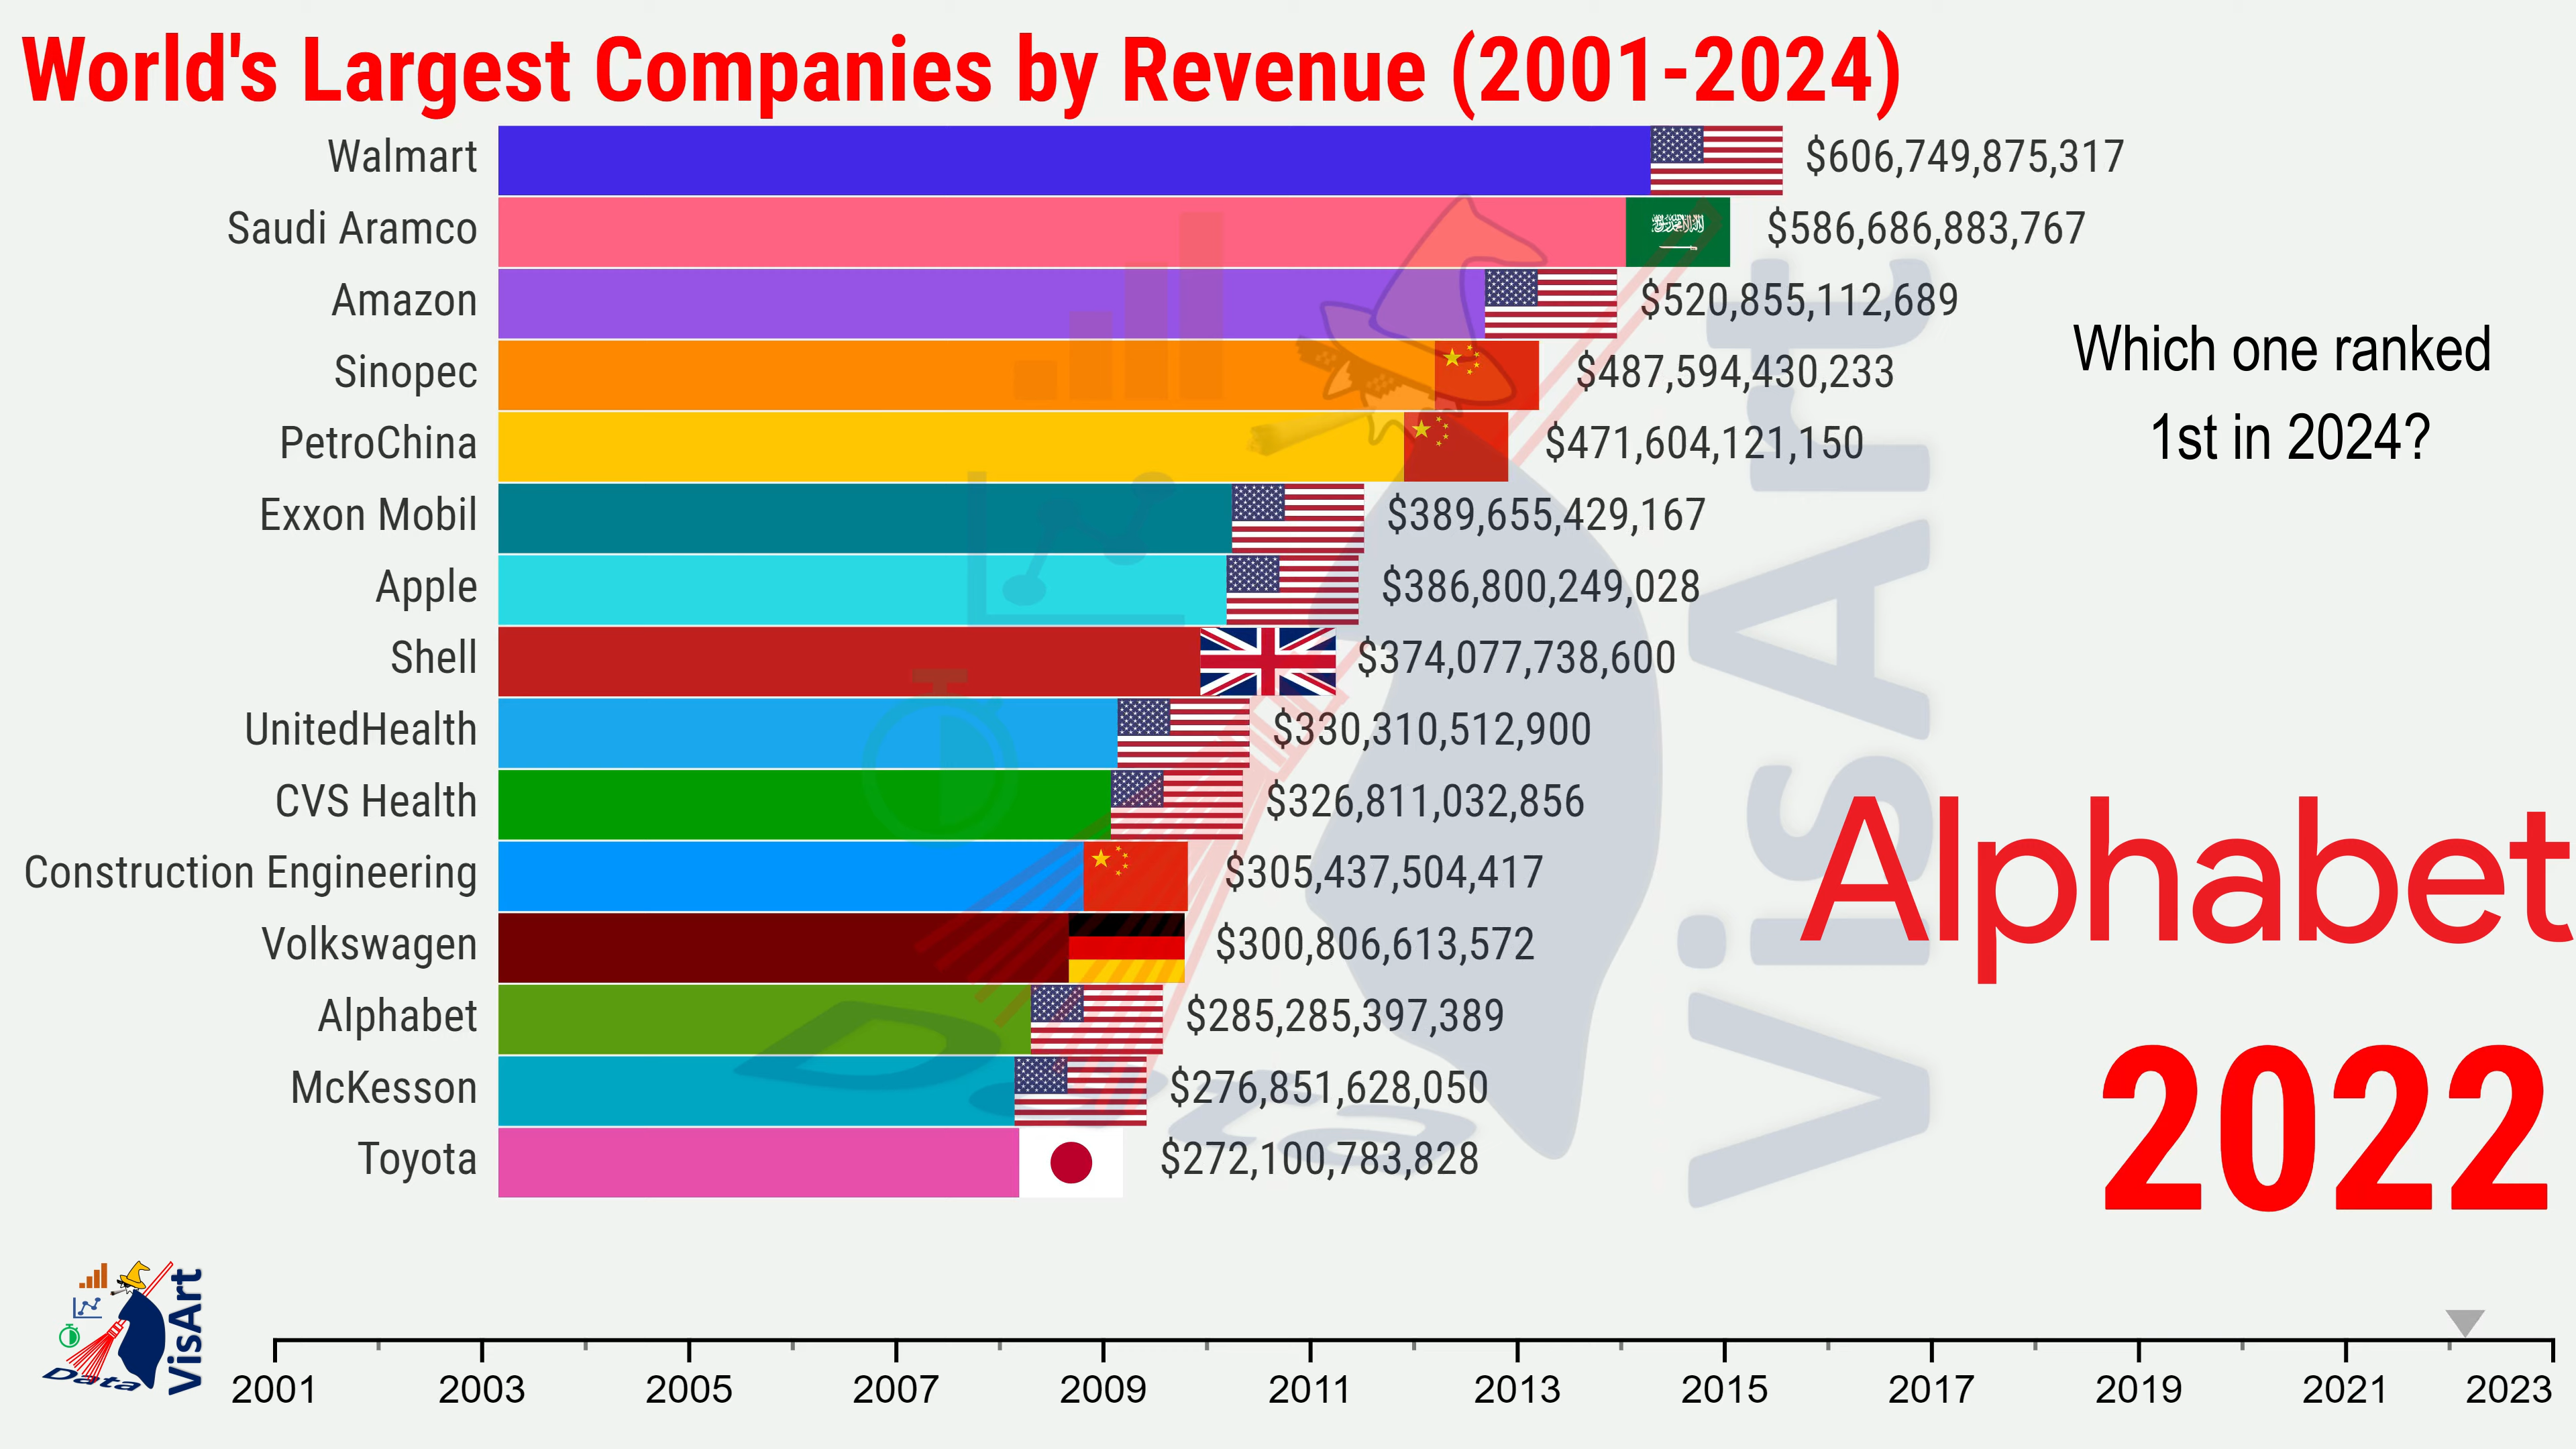 World's Largest Companies by Revenue (2001-2024)
Walmart $606,749,875,317
Saudi Aramco $586,686,883,767
Amazon $520,855,112,689
Sinopec $487,594,430,233
PetroChina $471,604,121,150
Exxon Mobil $389,655,429,167
Apple $386,800,249,028
Shell $374,077,738,600
UnitedHealth $330,310,512,900
CVS Health $326,811,032,856
Construction Engineering $305,437,504,417
Volkswagen $300,806,613,572
Alphabet $285,285,397,389
McKesson $276,851,628,050
Toyota $272,100,783,828
Which one ranked
1st in 2024?
VisArt
Data
Alphabet
2022
VisArt
Data
2001 2003 2005 2007 2009 2011 2013 2015 2017 2019 2021 2023